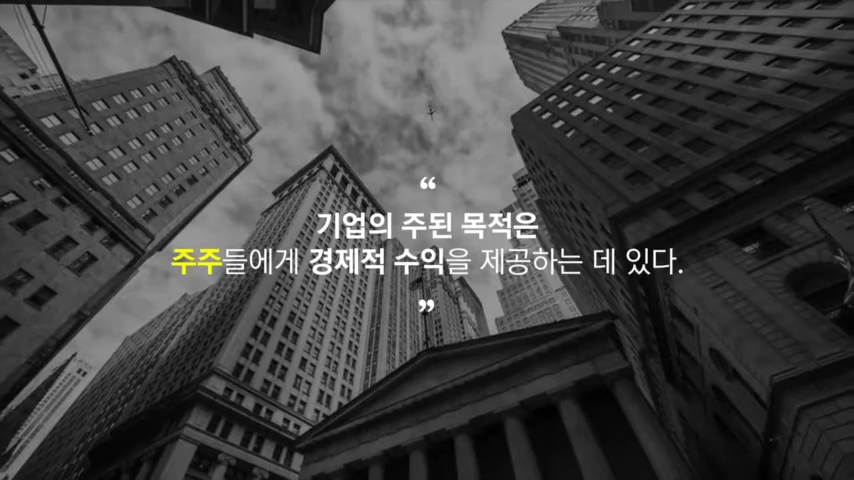 “
기업의 주된 목적은
주주들에게 경제적 수익을 제공하는 데 있다.
”